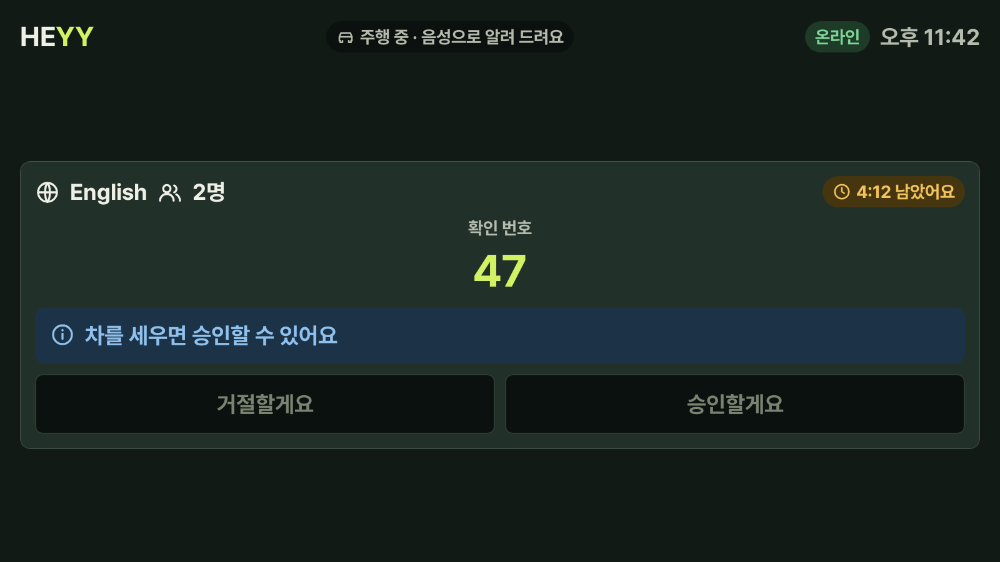 HEYY
주행 중 · 음성으로 알려 드려요
온라인 오후 11:42
English 2명
4:12 남았어요
확인 번호
47
차를 세우면 승인할 수 있어요
거절할게요
승인할게요